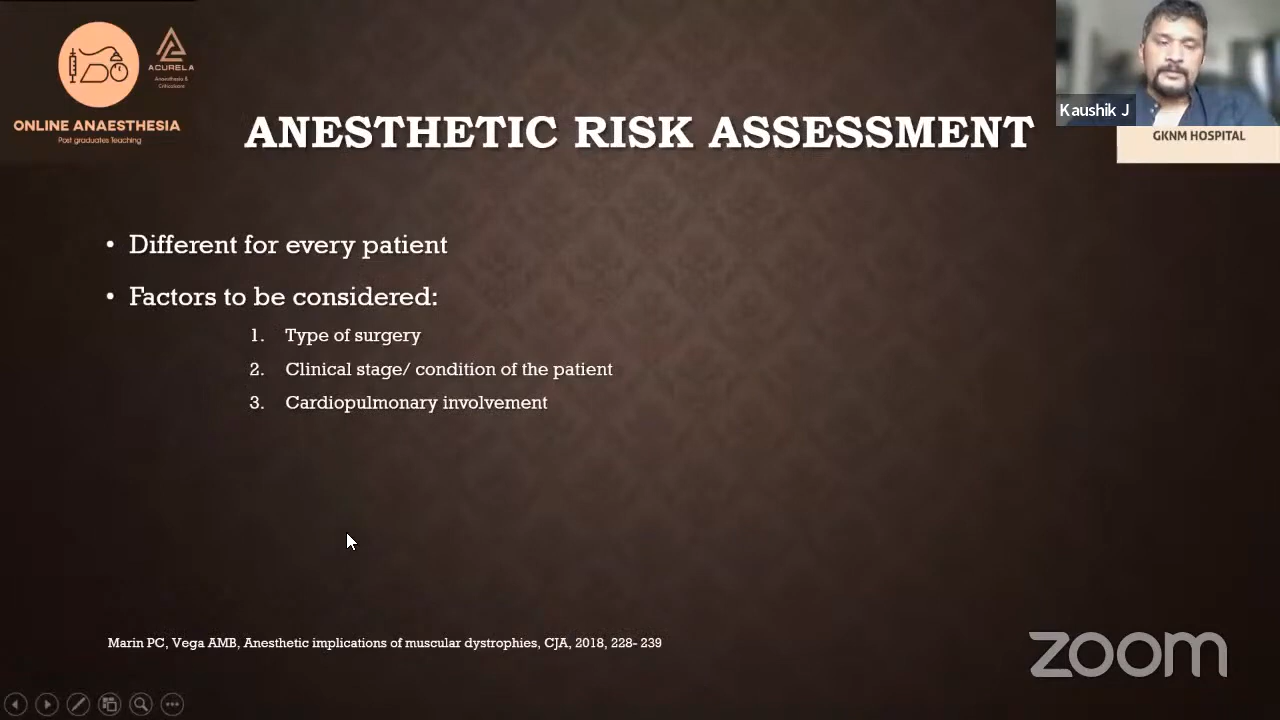 ACURELA
Anaesthesia &
Criticalcare
ONLINE ANAESTHESIA
Post graduates Teaching
ANESTHETIC RISK ASSESSMENT
Kaushik J
GKNM HOSPITAL
• Different for every patient
• Factors to be considered:
1. Type of surgery
2. Clinical stage/ condition of the patient
3. Cardiopulmonary involvement
Marin PC, Vega AMB, Anesthetic implications of muscular dystrophies, CJA, 2018, 228- 239
zoom